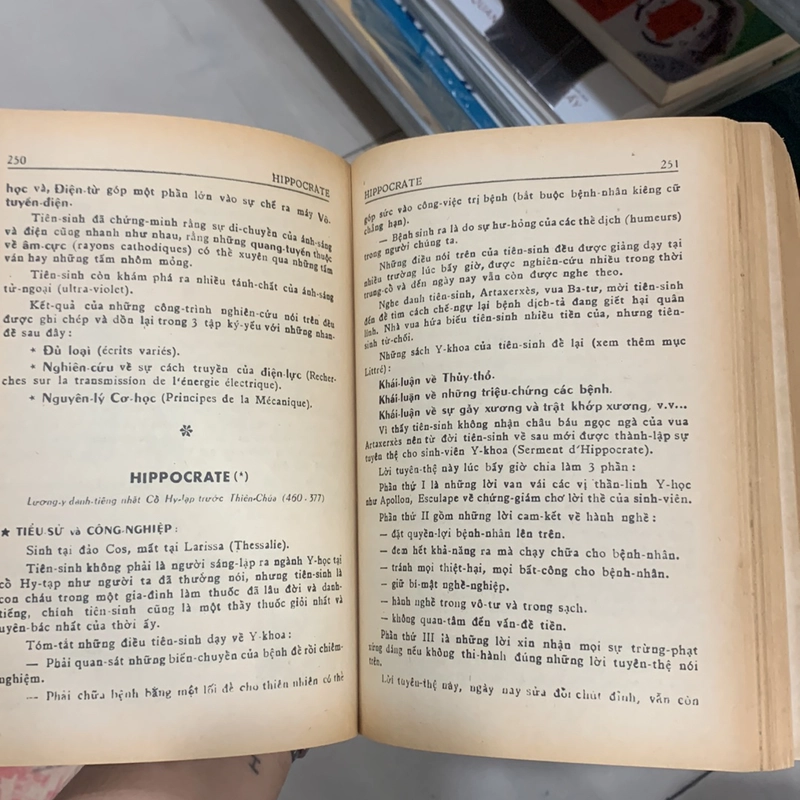 250
HIPPOCRATE
học và, Điện-từ góp một phần lớn vào sự chế ra máy Vô-
tuyến-điện.
Tiên-sinh đã chứng-minh rằng sự di-chuyển của ánh-sáng
và điện cũng nhanh như nhau, rằng những quang-tuyến thuộc
về âm-cực (rayons cathodiques) có thể xuyên qua những tấm
ván hay những tấm nhôm mỏng.
Tiên-sinh còn khám phá ra nhiều tánh-chất của ánh-sáng
tử-ngoại (ultra-violet).
Kết-quả của những công-trình nghiên-cứu nói trên đều
được ghi chép và dồn lại trong 3 tập kỷ-yếu với những nhan-
đề sau đây :
* Đủ loại (écrits variés).
* Nghiên-cứu về sự cách truyền của điện-lực (Recher-
ches sur la transmission de l'énergie électrique).
* Nguyên-lý Cơ-học (Principes de la Mécanique).
HIPPOCRATE (*)
Lương-y danh-tiếng nhất Cổ Hy-lạp trước Thiên-Chúa (460-377)
★ TIỂU-SỬ và CÔNG-NGHIỆP :
Sinh tại đảo Cos, mất tại Larissa (Thessalie).
Tiên-sinh không phải là người sáng-lập ra ngành Y-học tại
cổ Hy-tạp như người ta đã thường nói, nhưng tiên-sinh là
con cháu trong một gia-đình làm thuốc đã lâu đời và danh-
tiếng, chính tiên-sinh cũng là một thầy thuốc giỏi nhất và
uyên-bác nhất của thời ấy.
Tóm-tắt những điều tiên-sinh dạy về Y-khoa :
— Phải quan-sát những biến-chuyển của bệnh để rồi chiêm-
nghiệm.
— Phải chữa bệnh bằng một lối để cho thiên nhiên có thể
251
HIPPOCRATE
góp sức vào công-việc trị bệnh (bắt buộc bệnh-nhân kiêng cữ
chẳng hạn).
— Bệnh sinh ra là do sự hư-hỏng của các thể dịch (humeurs)
trong người chúng ta.
Những điều nói trên của tiên-sinh đều được giảng dạy tại
nhiều trường lúc bấy giờ, được nghiên-cứu nhiều trong thời
trung-cổ và đến ngày nay vẫn còn được nghe theo.
Nghe danh tiên-sinh, Artaxerxès, vua Ba-tư, mời tiên-sinh
đến để tìm cách chế-ngự lại bệnh dịch-tả đang giết hại quân
lính. Nhà vua hứa biếu tiên-sinh nhiều tiền của, nhưng tiên-
sinh từ-chối.
Những sách Y-khoa của tiên-sinh để lại (xem thêm mục
Littré) :
Khái-luận về Thủy-thổ.
Khái-luận về những triệu-chứng các bệnh.
Khái-luận về sự gãy xương và trật khớp xương, v.v...
Vì thấy tiên-sinh không nhận châu báu ngọc ngà của vua
Artaxerxès nên từ đời tiên-sinh về sau mới được thành-lập sự
tuyên thệ cho sinh-viên Y-khoa (Serment d'Hippocrate).
Lời tuyên-thệ này lúc bấy giờ chia làm 3 phần :
Phần thứ I là những lời van vái các vị thần-linh Y-học
như Apollon, Esculape về chứng-giám chơ lời thề của sinh-viên.
Phần thứ II gồm những lời cam-kết về hành nghề :
— đặt quyền-lợi bệnh-nhân lên trên.
— đem hết khả-năng ra mà chạy chữa cho bệnh-nhân.
— tránh mọi thiệt-hại, mọi bất-công cho bệnh-nhân.
— giữ bí-mật nghề-nghiệp.
— hành nghề trong vô-tư và trong sạch.
— không quan-tâm đến vấn-đề tiền.
Phần thứ III là những lời xin nhận mọi sự trừng-phạt
xứng đáng nếu không thi-hành đúng những lời tuyên-thệ nói
trên.
Lời tuyên-thệ này, ngày nay sửa đổi chút đỉnh, vẫn còn